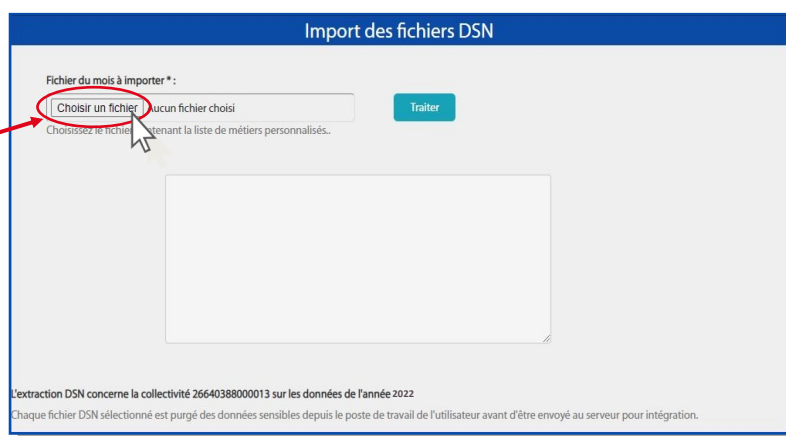 Import des fichiers DSN
Fichier du mois à importer * :
Choisir un fichier Aucun fichier choisi
Traiter
Choisissez le fichier contenant la liste de métiers personnalisés..
L'extraction DSN concerne la collectivité 26640388000013 sur les données de l'année 2022
Chaque fichier DSN sélectionné est purgé des données sensibles depuis le poste de travail de l'utilisateur avant d'être envoyé au serveur pour intégration.